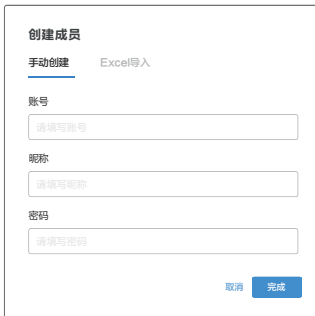 创建成员
手动创建 Excel导入
账号
请填写账号
昵称
请填写昵称
密码
请填写密码
取消 完成